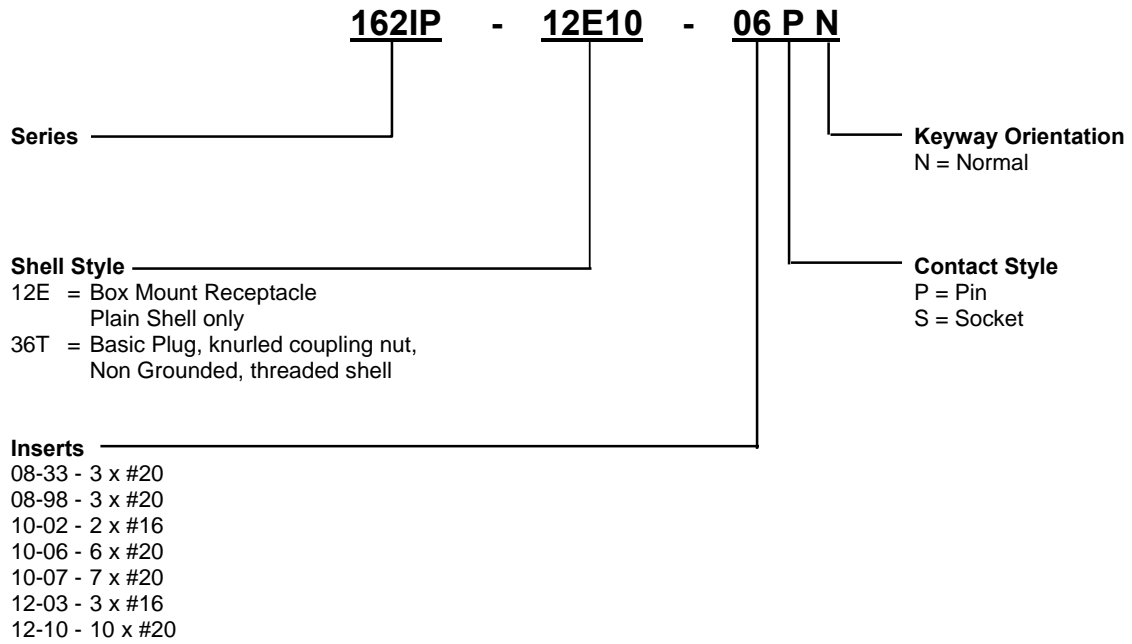 162IP - 12E10 - 06 P N
Series
Keyway Orientation
N = Normal
Shell Style
12E = Box Mount Receptacle
Plain Shell only
36T = Basic Plug, knurled coupling nut,
Non Grounded, threaded shell
Contact Style
P = Pin
S = Socket
Inserts
08-33 - 3 x #20
08-98 - 3 x #20
10-02 - 2 x #16
10-06 - 6 x #20
10-07 - 7 x #20
12-03 - 3 x #16
12-10 - 10 x #20